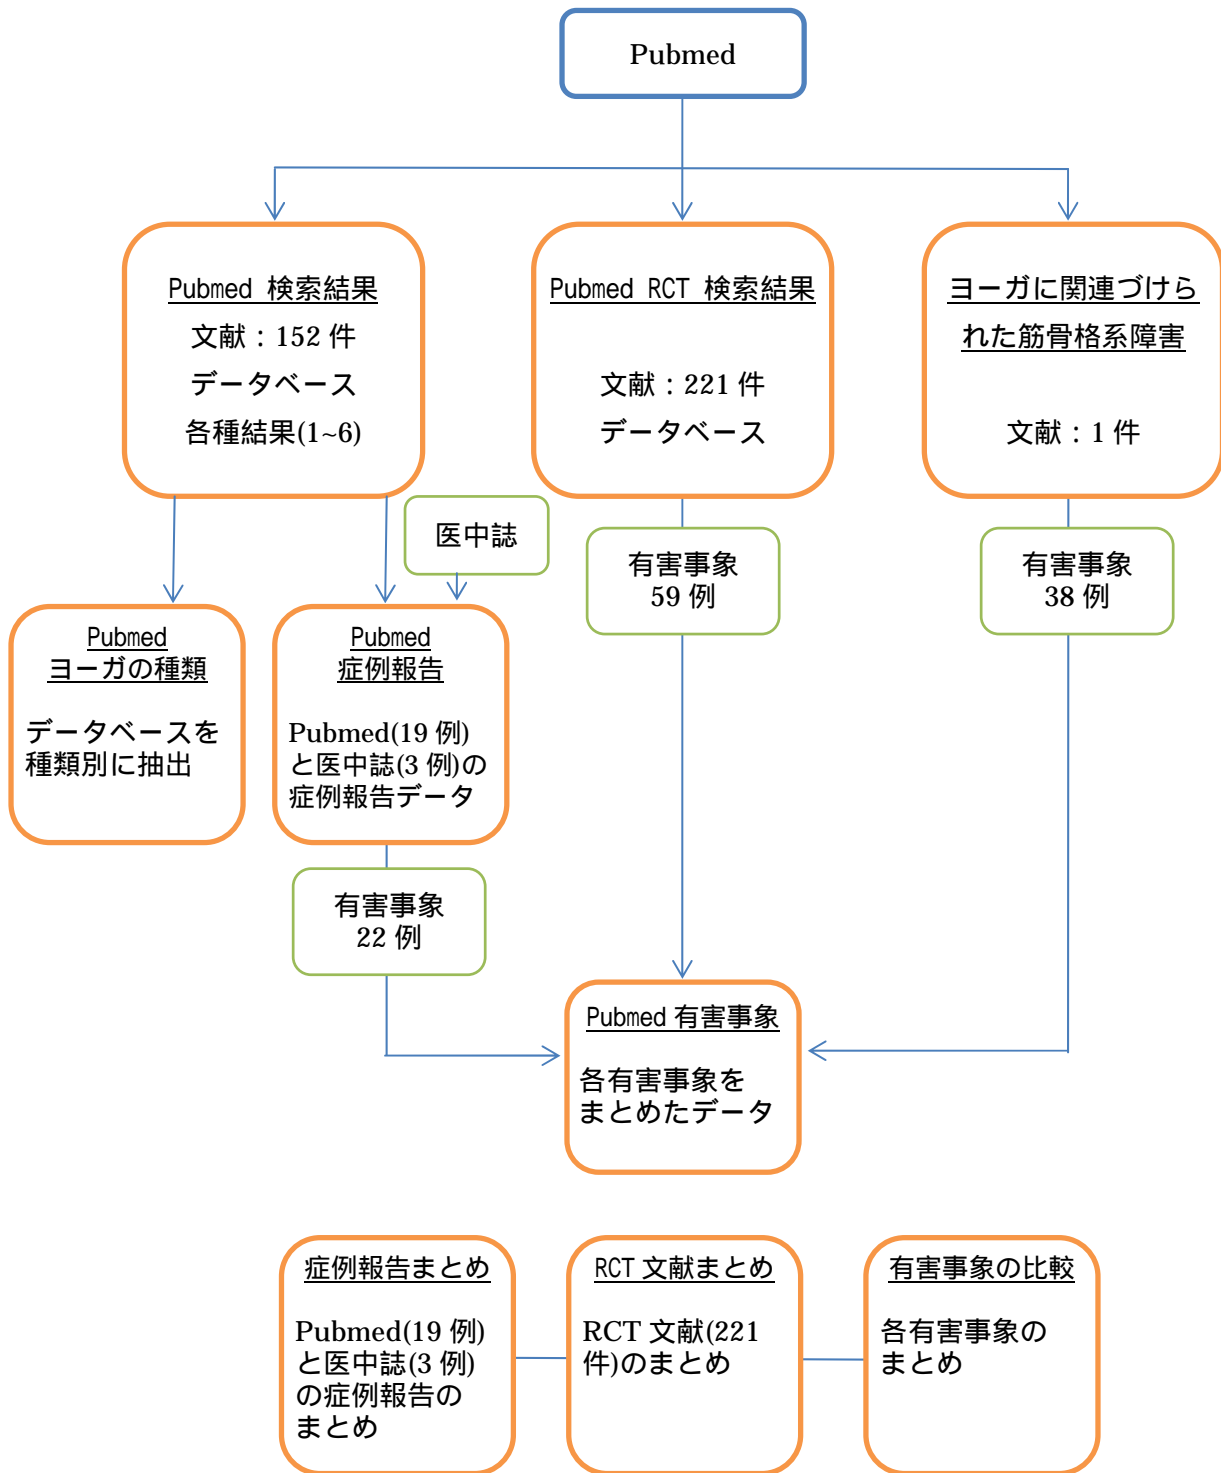 Pubmed
Pubmed 検索結果
文献：152 件
データベース
各種結果(1~6)
Pubmed RCT 検索結果
文献：221 件
データベース
ヨーガに関連づけら
れた筋骨格系障害
文献：1 件
医中誌
有害事象
59 例
有害事象
38 例
Pubmed
ヨーガの種類
データベースを
種類別に抽出
Pubmed
症例報告
Pubmed(19 例)
と医中誌(3 例)の
症例報告データ
有害事象
22 例
Pubmed 有害事象
各有害事象を
まとめたデータ
症例報告まとめ
Pubmed(19 例)
と医中誌(3 例)
の症例報告の
まとめ
RCT 文献まとめ
RCT 文献(221
件)のまとめ
有害事象の比較
各有害事象の
まとめ